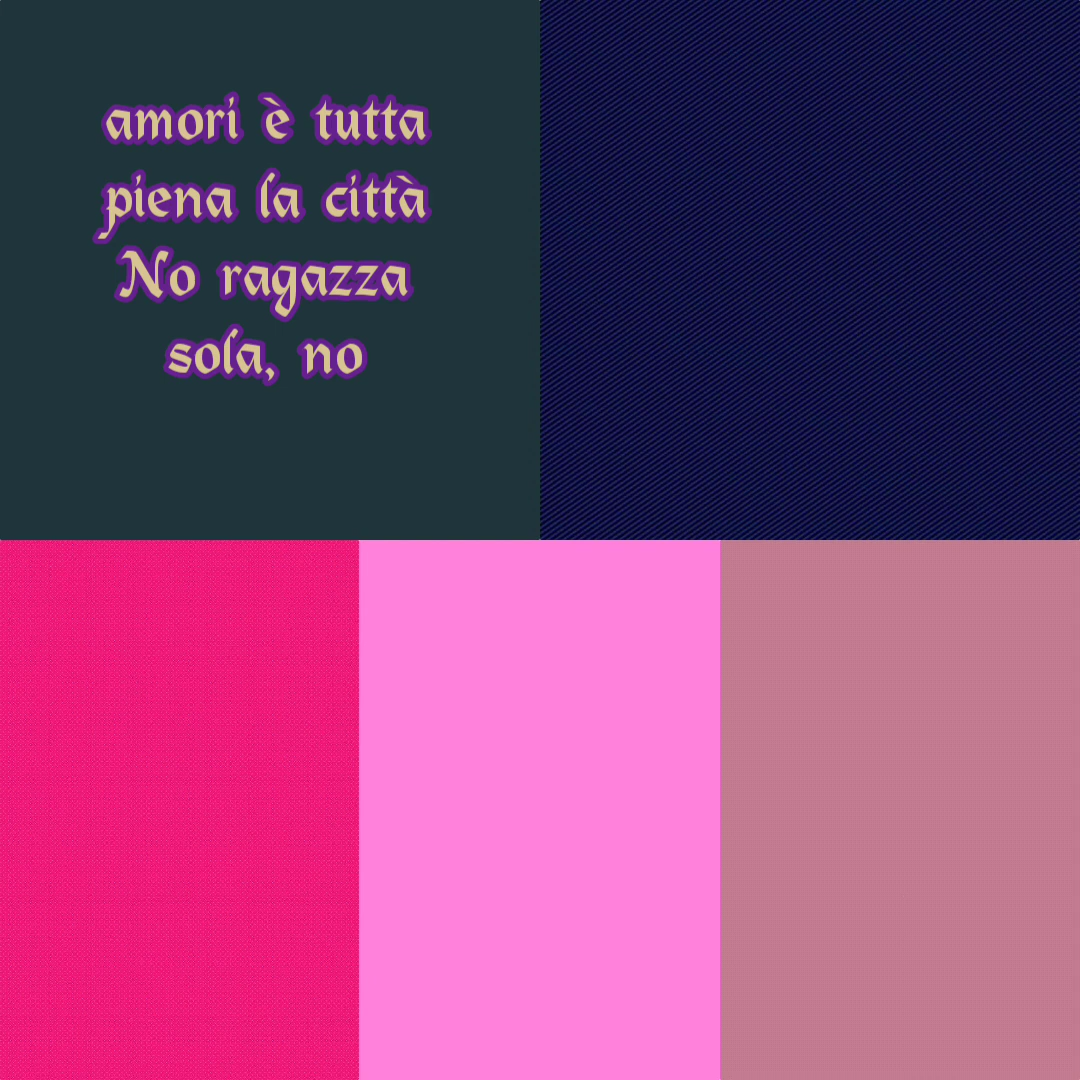 amori è tutta
piena la città
No ragazza
sola, no